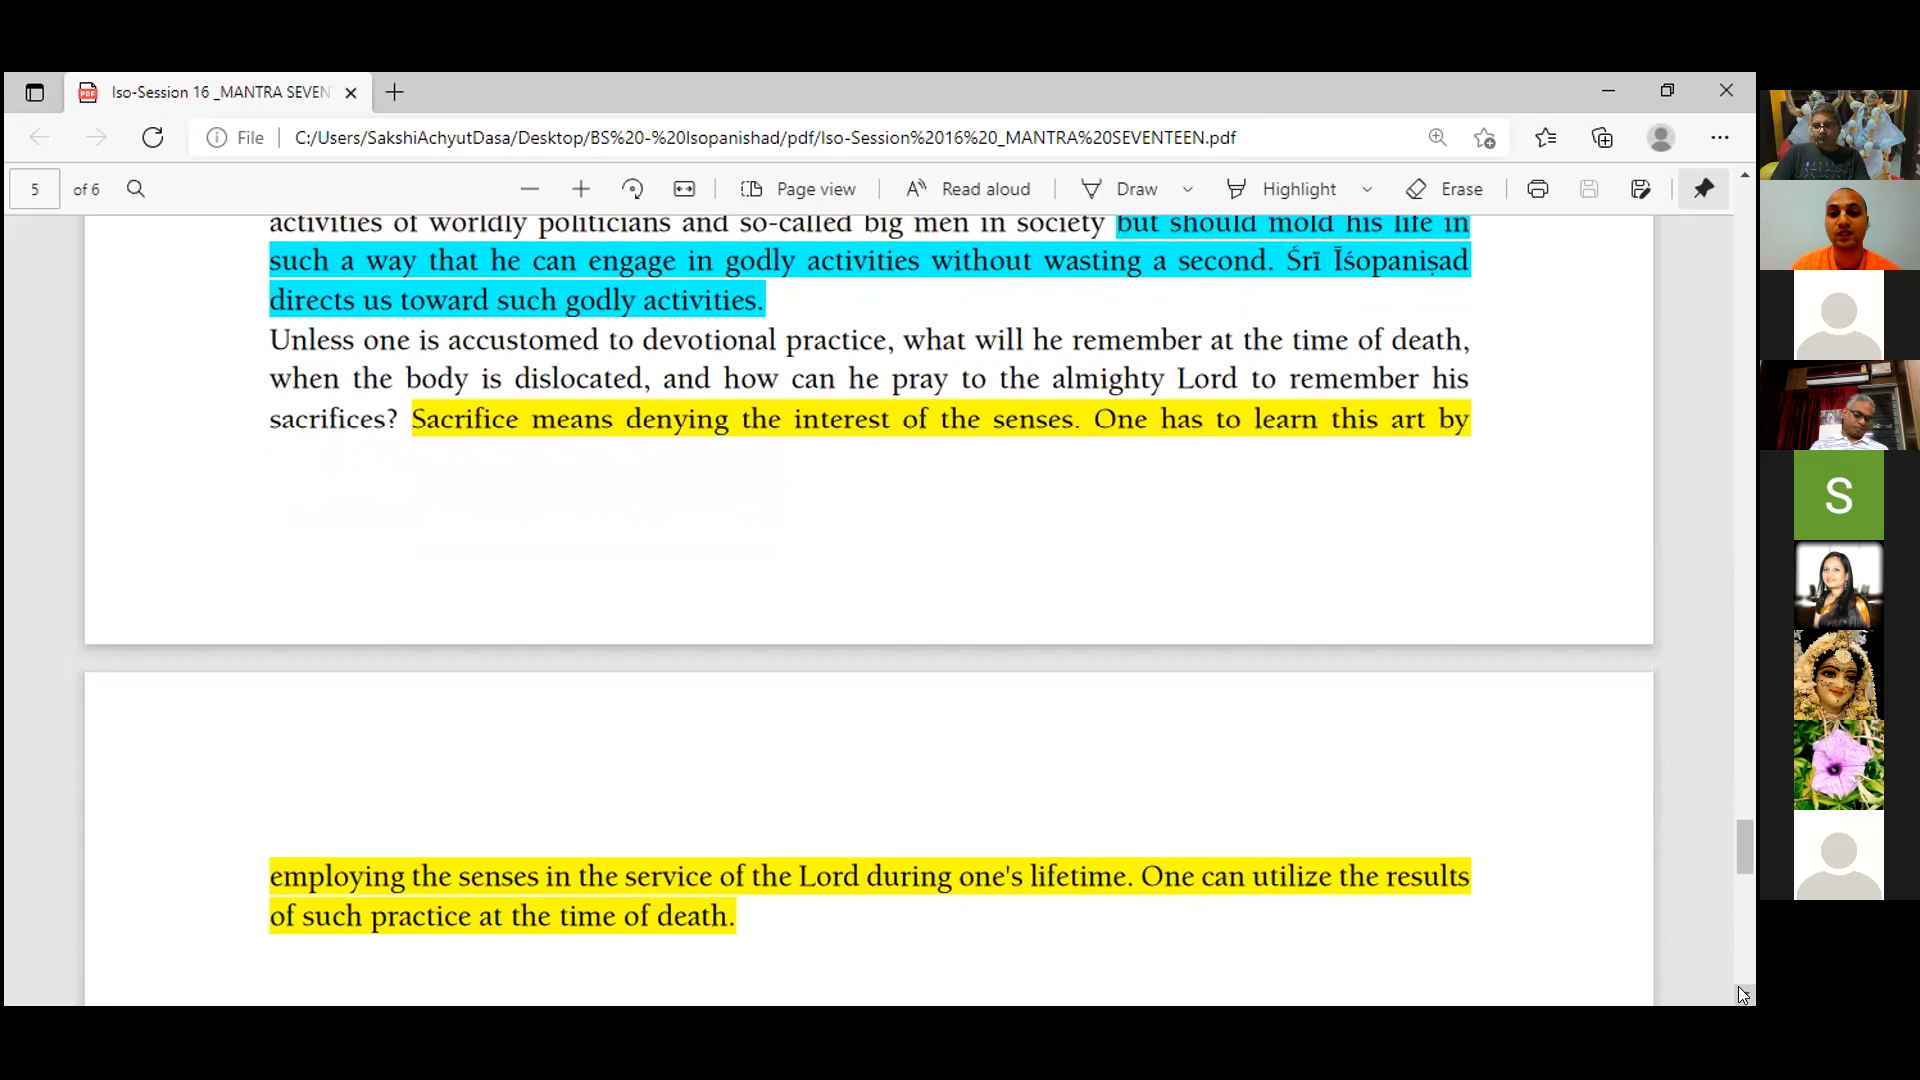 Iso-Session 16 _MANTRA SEVEN
File
C:/Users/SakshiAchyutDasa/Desktop/BS%20-%20Isopanishad/pdf/Iso-Session%2016%20_MANTRA%20SEVENTEEN.pdf
5 of 6
Page view
Read aloud
Draw
Highlight
Erase
activities of worldly politicians and so-called big men in society but should mold his life in
such a way that he can engage in godly activities without wasting a second. Śrī Īśopaniṣad
directs us toward such godly activities.
Unless one is accustomed to devotional practice, what will he remember at the time of death,
when the body is dislocated, and how can he pray to the almighty Lord to remember his
sacrifices? Sacrifice means denying the interest of the senses. One has to learn this art by
employing the senses in the service of the Lord during one's lifetime. One can utilize the results
of such practice at the time of death.
S